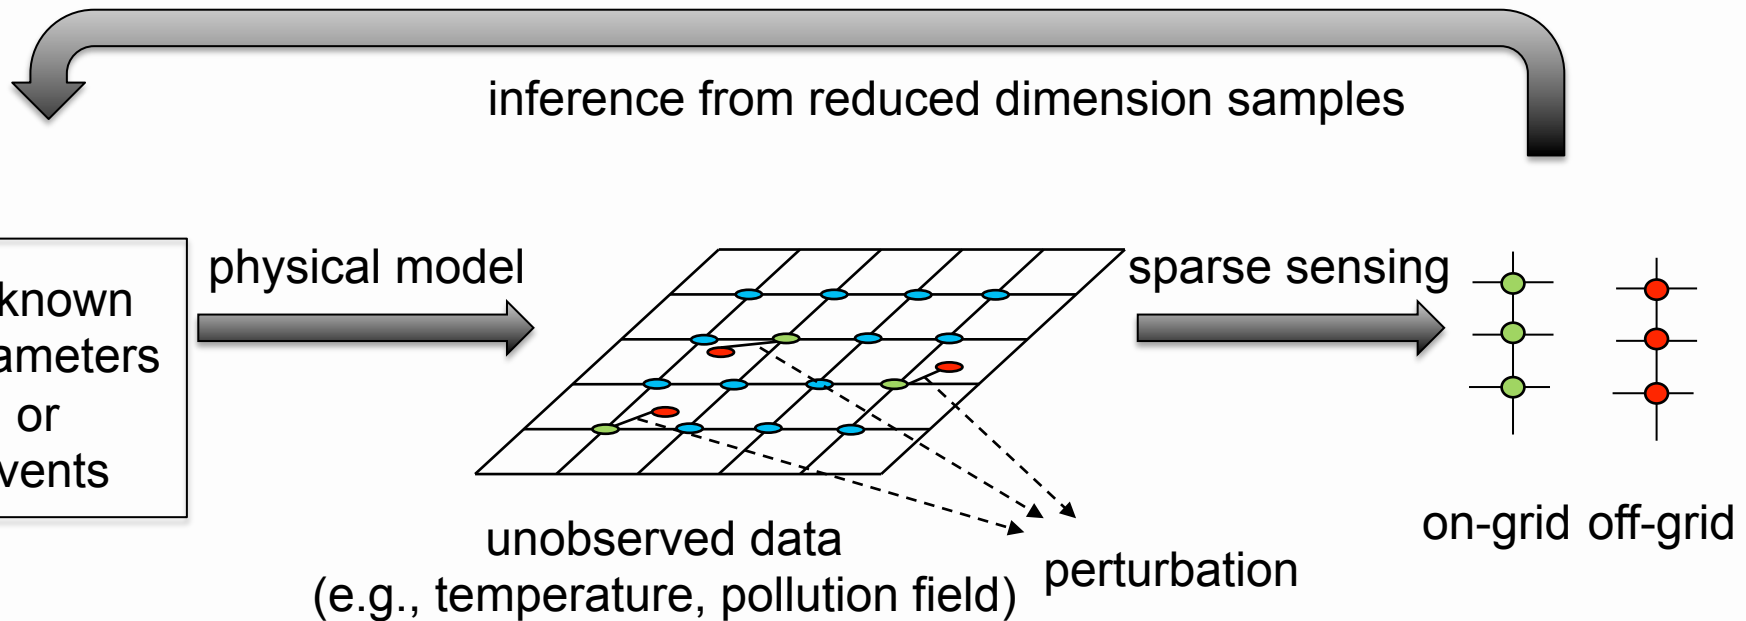 inference from reduced dimension samples
known
ameters
or
vents
physical model
sparse sensing
unobserved data
(e.g., temperature, pollution field)
perturbation
on-grid off-grid